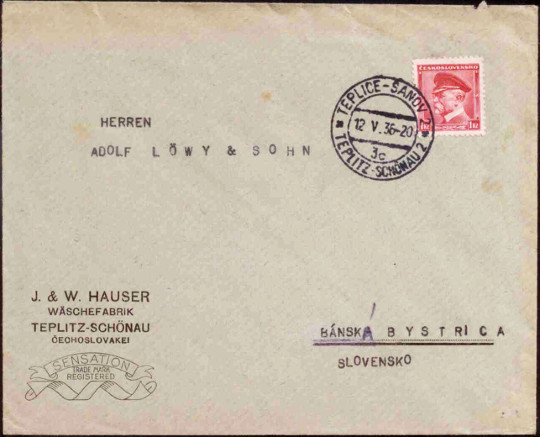 ČESKOSLOVENSKO
1Kč
TEPLICE-ŠANOV 2
12 V. 36-20
3c
TEPLITZ-SCHÖNAU 2
HERREN
ADOLF LÖWY & SOHN
J. & W. HAUSER
WÄSCHEFABRIK
TEPLITZ-SCHÖNAU
ČECHOSLOVAKEI
SENSATION
TRADE MARK
REGISTERED
BÁNSKA BYSTRICA
SLOVENSKO